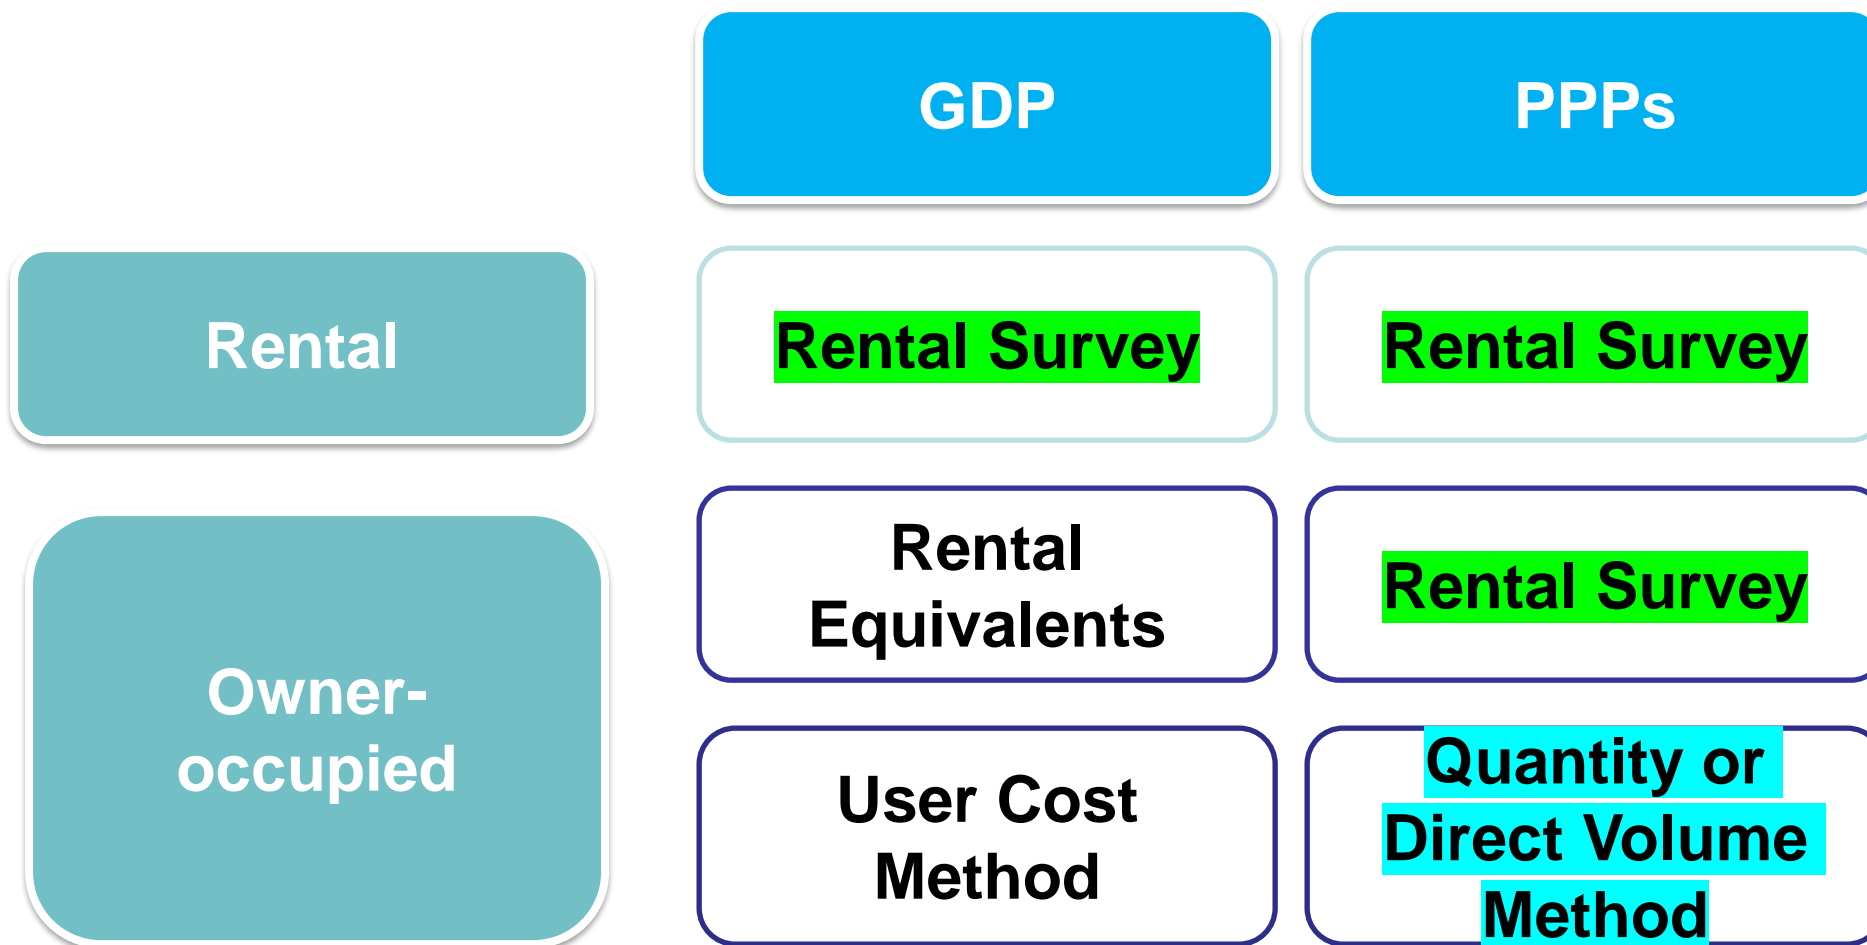 GDP
PPPs
Rental
Rental Survey
Rental Survey
Owner-
occupied
Rental
Equivalents
Rental Survey
User Cost
Method
Quantity or
Direct Volume
Method